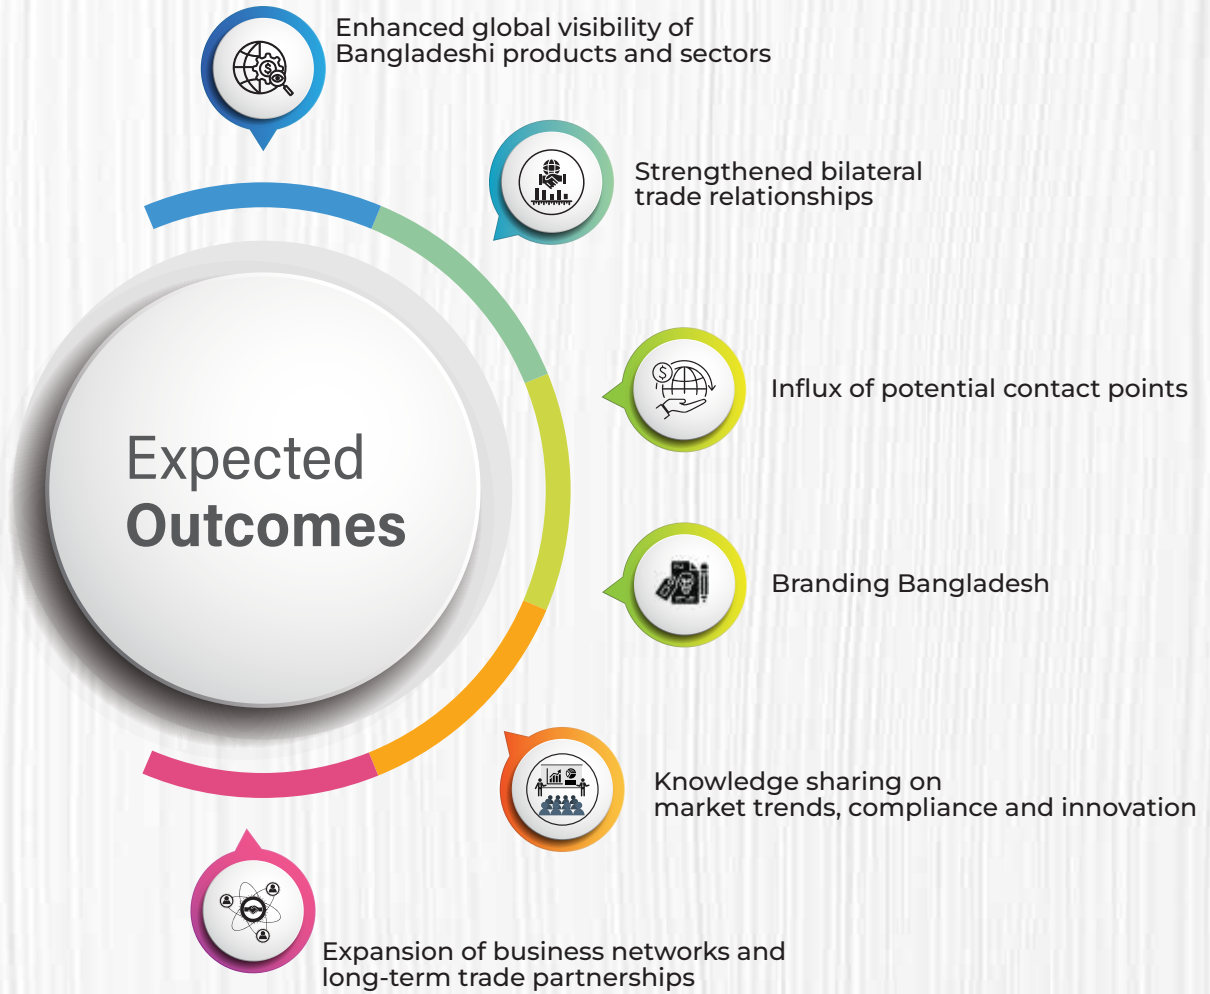 Enhanced global visibility of
Bangladeshi products and sectors
Strengthened bilateral
trade relationships
Influx of potential contact points
Expected
Outcomes
Branding Bangladesh
Knowledge sharing on
market trends, compliance and innovation
Expansion of business networks and
long-term trade partnerships